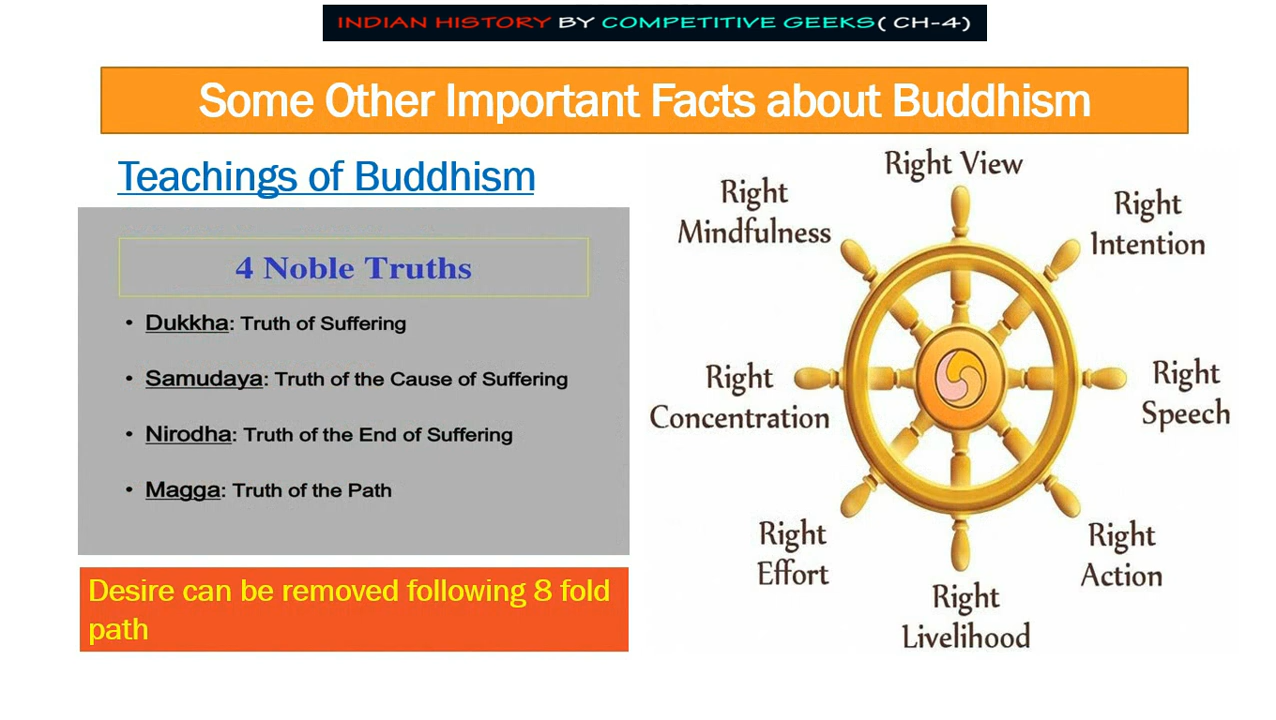 INDIAN HISTORY BY COMPETITIVE GEEKS( CH-4)
Some Other Important Facts about Buddhism
Teachings of Buddhism
4 Noble Truths
• Dukkha: Truth of Suffering
• Samudaya: Truth of the Cause of Suffering
• Nirodha: Truth of the End of Suffering
• Magga: Truth of the Path
Desire can be removed following 8 fold
path
Right View
Right
Intention
Right
Speech
Right
Action
Right
Livelihood
Right
Effort
Right
Concentration
Right
Mindfulness